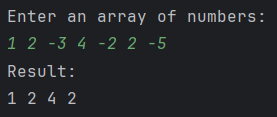 Enter an array of numbers:
1 2 -3 4 -2 2 -5
Result:
1 2 4 2